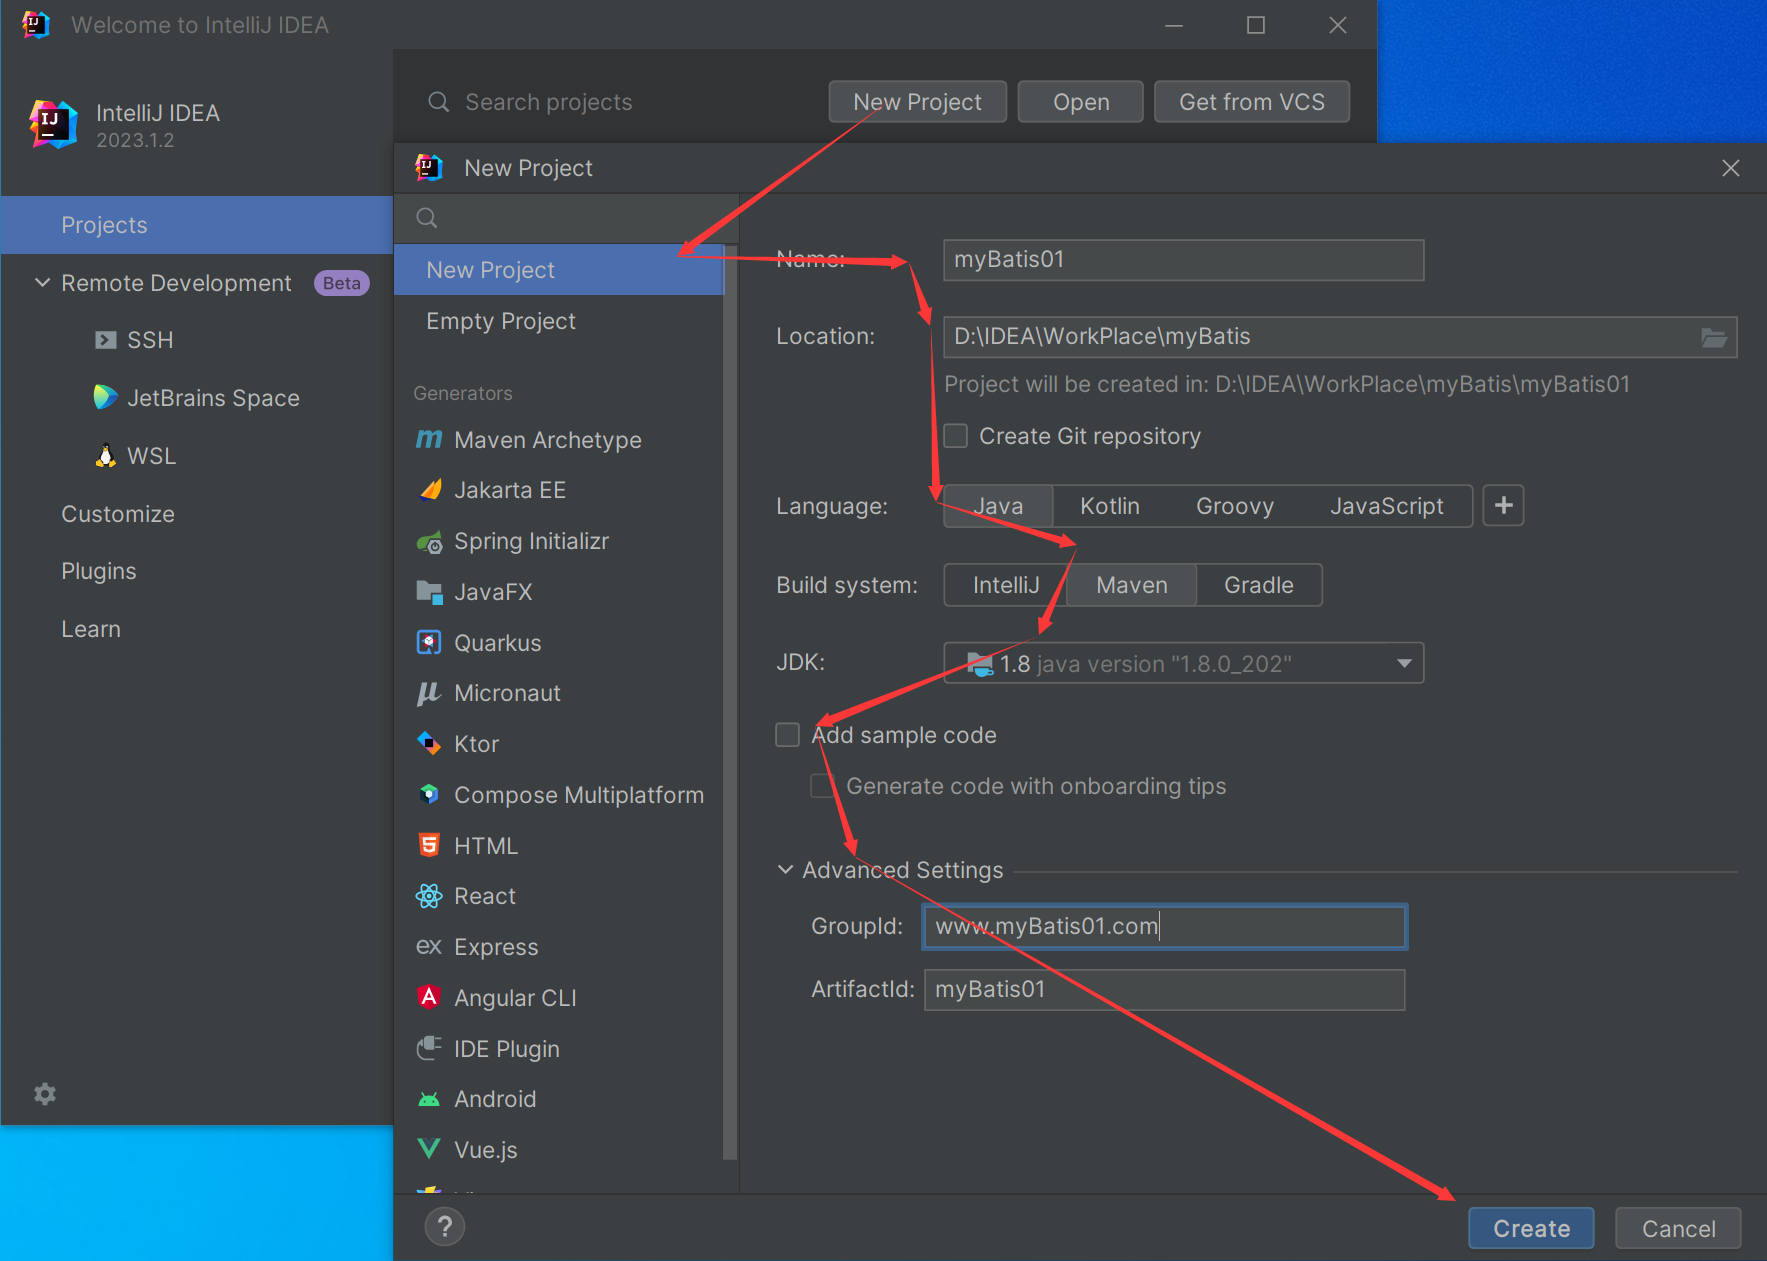 Welcome to IntelliJ IDEA
IntelliJ IDEA
2023.1.2
Search projects
New Project
Open
Get from VCS
Projects
Remote Development Beta
SSH
JetBrains Space
WSL
Customize
Plugins
Learn
New Project
New Project
Empty Project
Generators
Maven Archetype
Jakarta EE
Spring Initializr
JavaFX
Quarkus
Micronaut
Ktor
Compose Multiplatform
HTML
React
Express
Angular CLI
IDE Plugin
Android
Vue.js
Name: myBatis01
Location: D:\IDEA\WorkPlace\myBatis
Project will be created in: D:\IDEA\WorkPlace\myBatis\myBatis01
Create Git repository
Language: Java Kotlin Groovy JavaScript +
Build system: IntelliJ Maven Gradle
JDK: 1.8 java version "1.8.0_202"
Add sample code
Generate code with onboarding tips
Advanced Settings
GroupId: www.myBatis01.com
ArtifactId: myBatis01
? Create Cancel